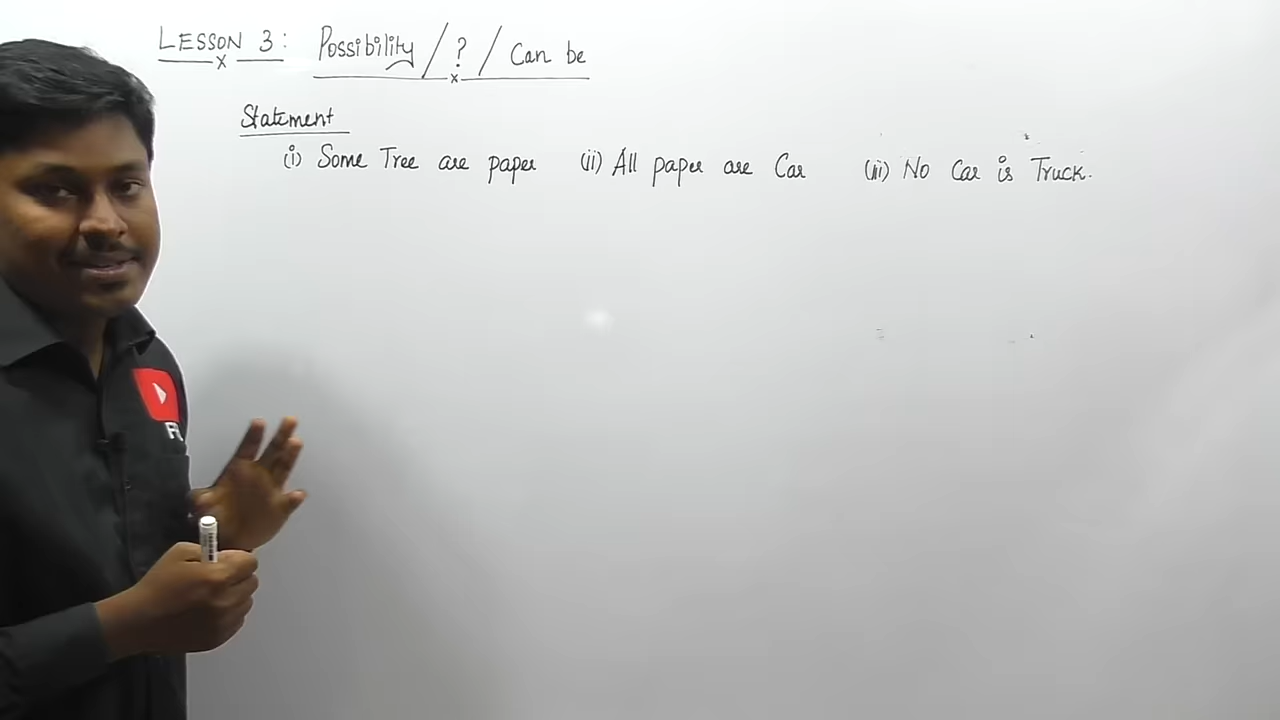 LESSON 3: Possibility / ? / Can be
Statement
(i) Some Tree are paper (ii) All paper are Car (iii) No Car is Truck.